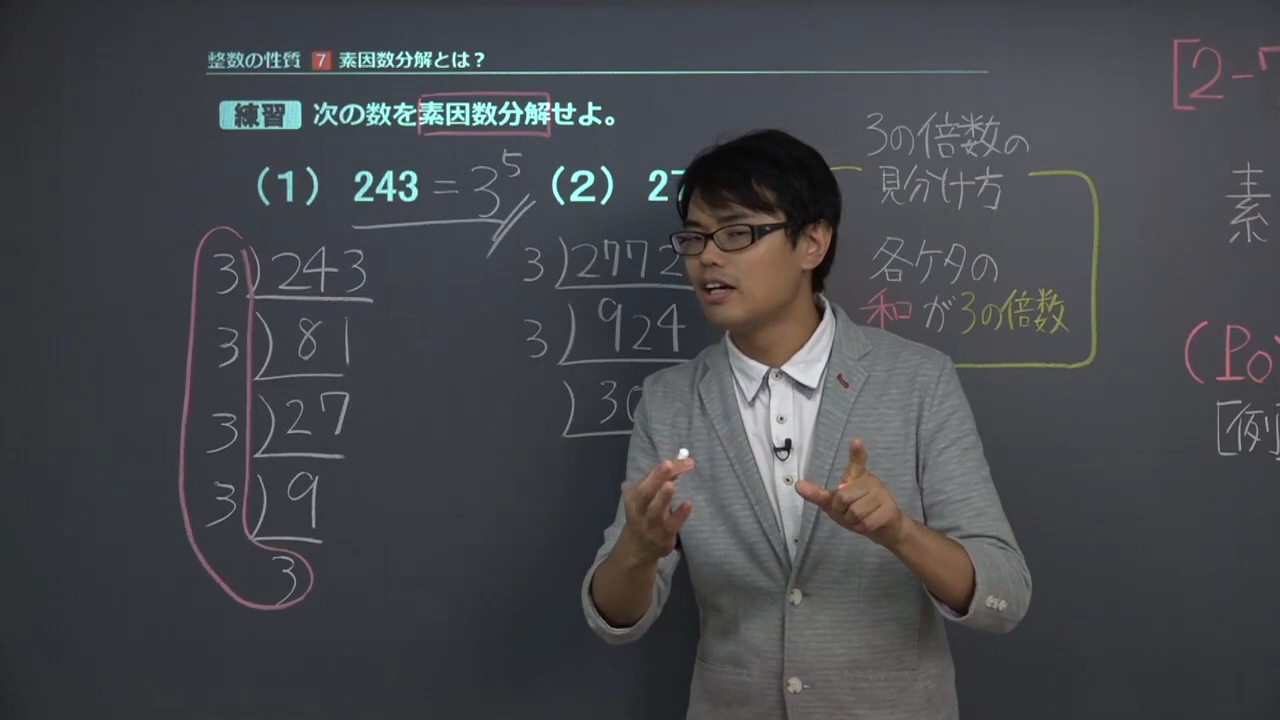 整数の性質 7 素因数分解とは？
練習 次の数を素因数分解せよ。
(1) 243 = 3⁵ (2) 27
3)243
3)81
3)27
3)9
3
3)2772
3)924
)30
3の倍数の
見分け方
各ケタの
和が3の倍数
[2-7
素
(Po
[例]